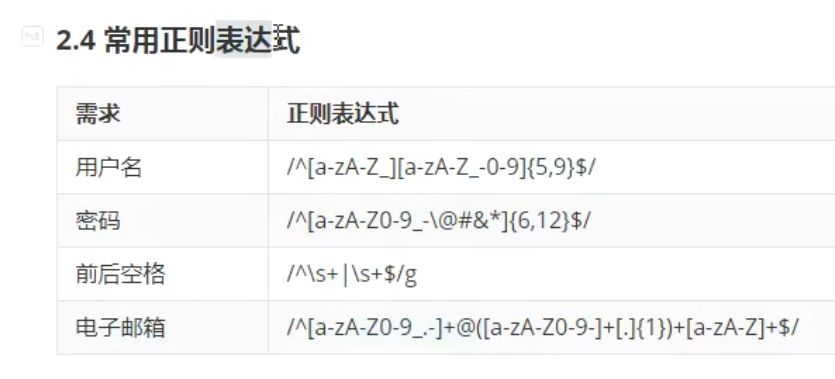 h4
2.4 常用正则表达式
需求 正则表达式
用户名 /^[a-zA-Z_][a-zA-Z_-0-9]{5,9}$/
密码 /^[a-zA-Z0-9_-\@#&*]{6,12}$/
前后空格 /^\s+|\s+$/g
电子邮箱 /^[a-zA-Z0-9_.-]+@([a-zA-Z0-9-]+[.]{1})+[a-zA-Z]+$/